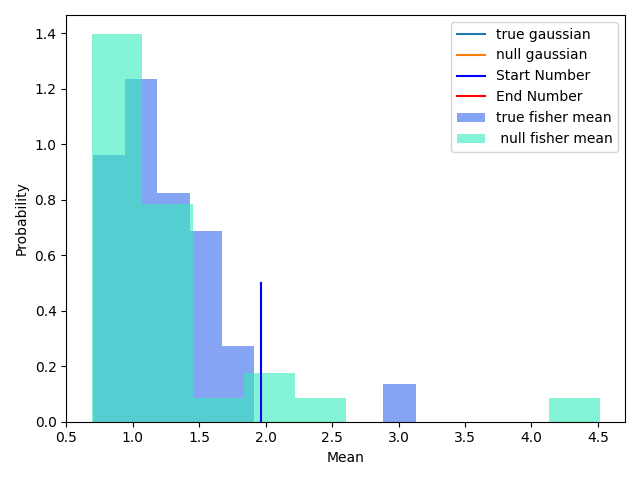 true gaussian
null gaussian
Start Number
End Number
true fisher mean
null fisher mean
Probability
1.4
1.2
1.0
0.8
0.6
0.4
0.2
0.0
0.5 1.0 1.5 2.0 2.5 3.0 3.5 4.0 4.5
Mean